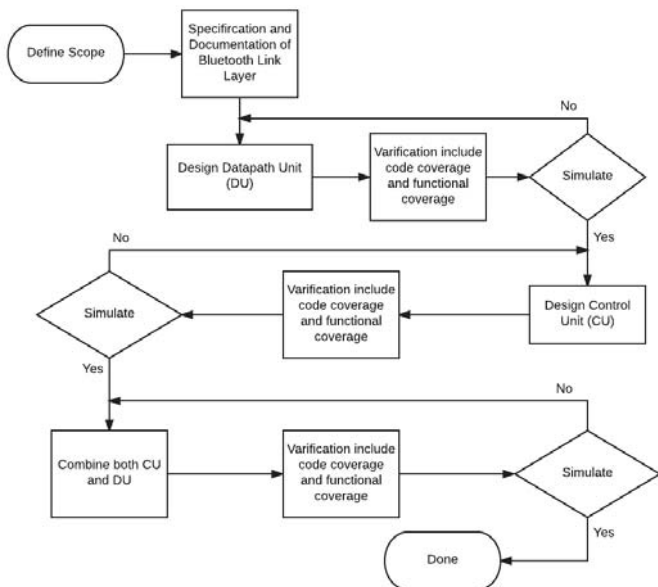 Define Scope
Specifircation and
Documentation of
Bluetooth Link
Layer
No
Design Datapath Unit
(DU)
Varification include
code coverage
and functional
coverage
Simulate
Yes
No
Simulate
Varification include
code coverage
and functional
coverage
Design Control
Unit (CU)
Yes
No
Combine both CU
and DU
Varification include
code coverage
and functional
coverage
Simulate
Yes
Done